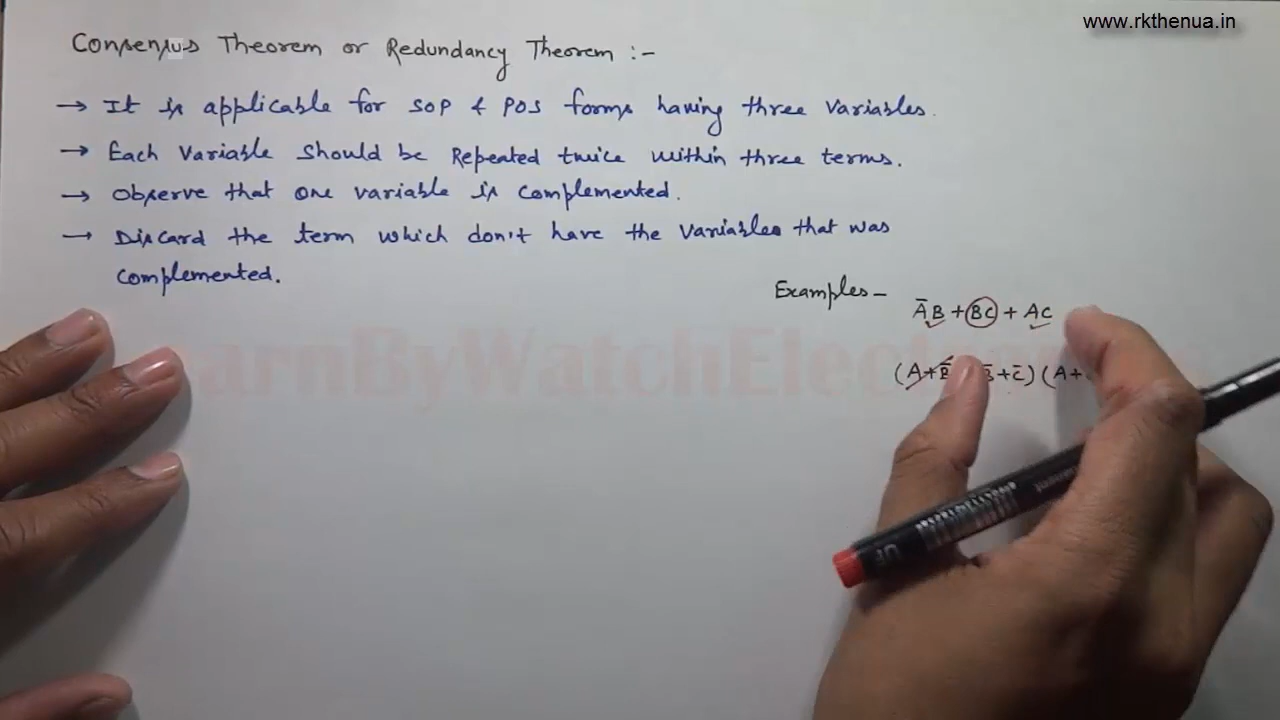 www.rkthenua.in
Consensus Theorem or Redundancy Theorem :-
→ It is applicable for SOP & POS forms having three variables.
→ Each variable should be Repeated twice within three terms.
→ Observe that one variable is complemented.
→ Discard the term which don't have the variables that was
complemented.
Examples-
A̅B + BC + AC
(A+B̅ +C̅) (A+